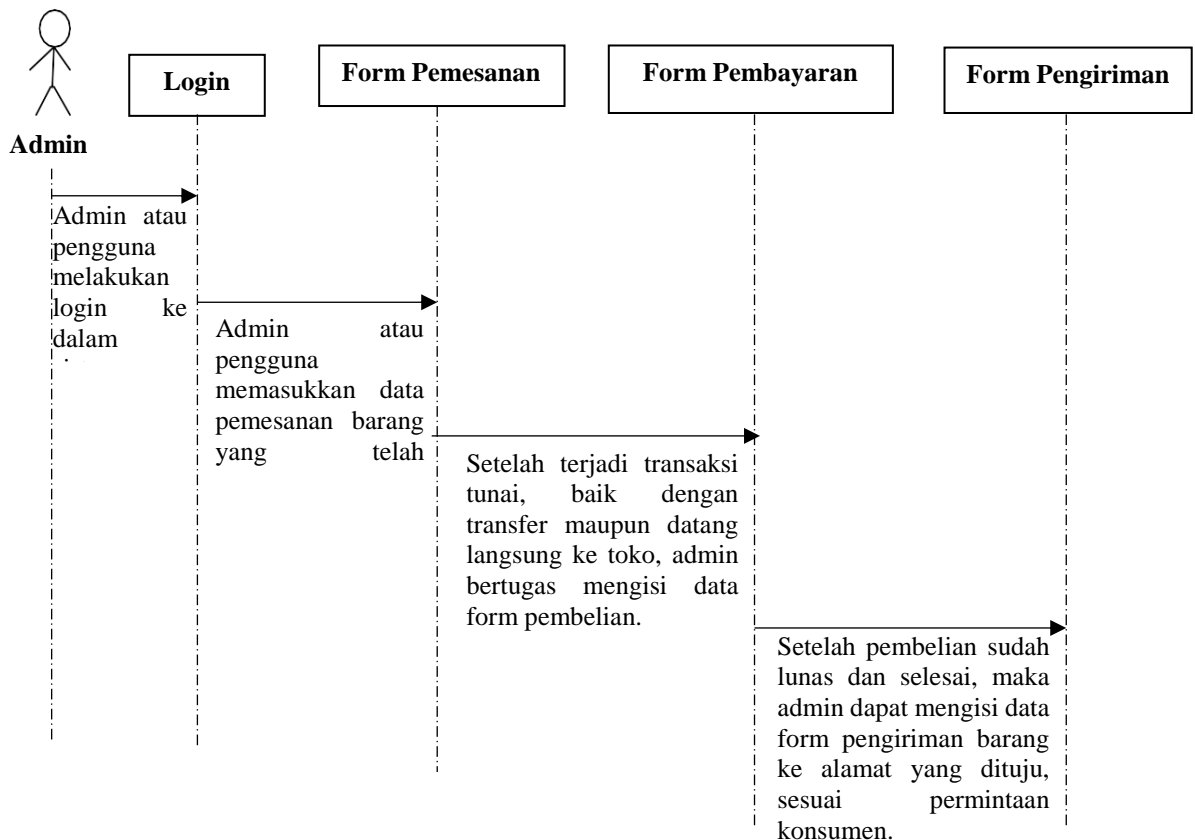 Login
Form Pemesanan
Form Pembayaran
Form Pengiriman
Admin
Admin atau
pengguna
melakukan
login ke
dalam
Admin atau
pengguna
memasukkan data
pemesanan barang
yang telah
Setelah terjadi transaksi
tunai, baik dengan
transfer maupun datang
langsung ke toko, admin
bertugas mengisi data
form pembelian.
Setelah pembelian sudah
lunas dan selesai, maka
admin dapat mengisi data
form pengiriman barang
ke alamat yang dituju,
sesuai permintaan
konsumen.